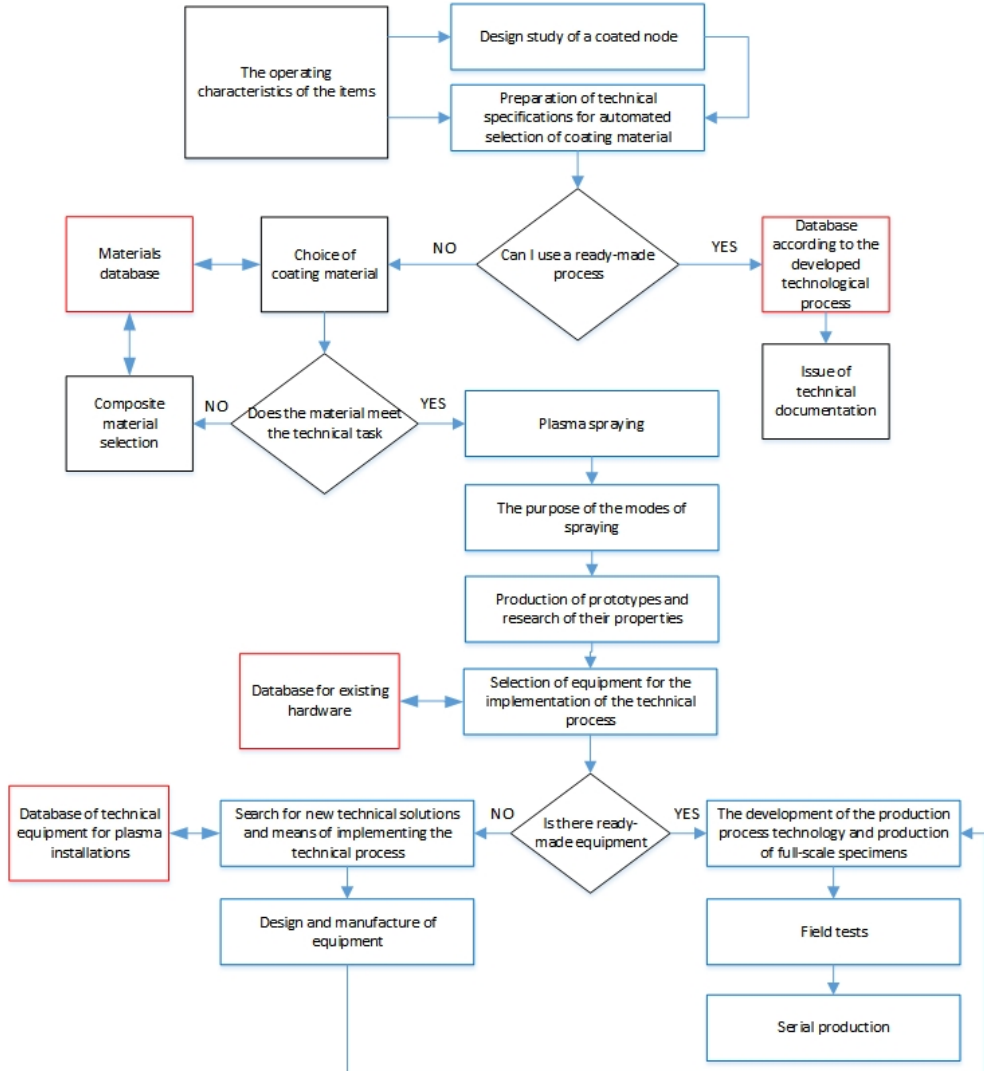 Design study of a coated node
The operating
characteristics of the items
Preparation of technical
specifications for automated
selection of coating material
Materials
database
Choice of
coating material
NO
Can I use a ready-made
process
YES
Database
according to the
developed
technological
process
Composite
material
selection
NO
Does the material meet
the technical task
YES
Plasma spraying
Issue of
technical
documentation
The purpose of the modes of
spraying
Production of prototypes and
research of their properties
Database for existing
hardware
Selection of equipment for the
implementation of the technical
process
Database of technical
equipment for plasma
installations
Search for new technical solutions
and means of implementing the
technical process
NO
Is there ready-
made equipment
YES
The development of the production
process technology and production
of full-scale specimens
Design and manufacture of
equipment
Field tests
Serial production